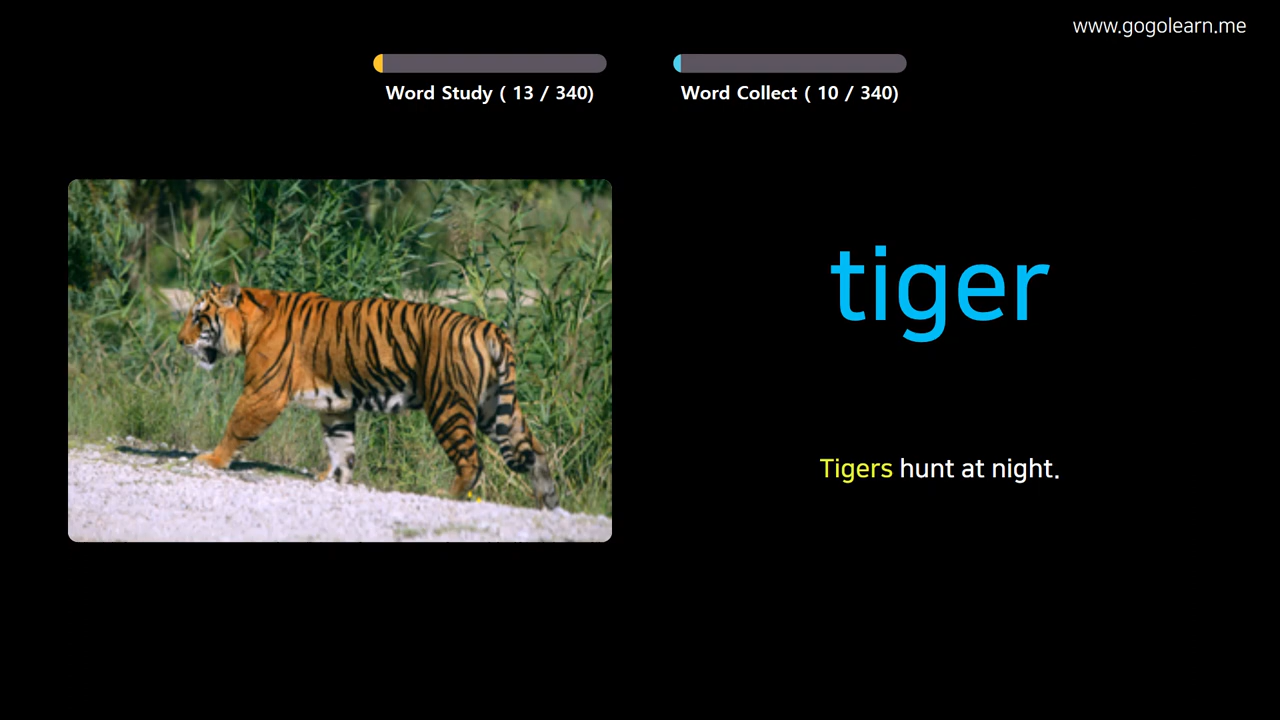 www.gogolearn.me
Word Study ( 13 / 340)
Word Collect ( 10 / 340)
tiger
Tigers hunt at night.